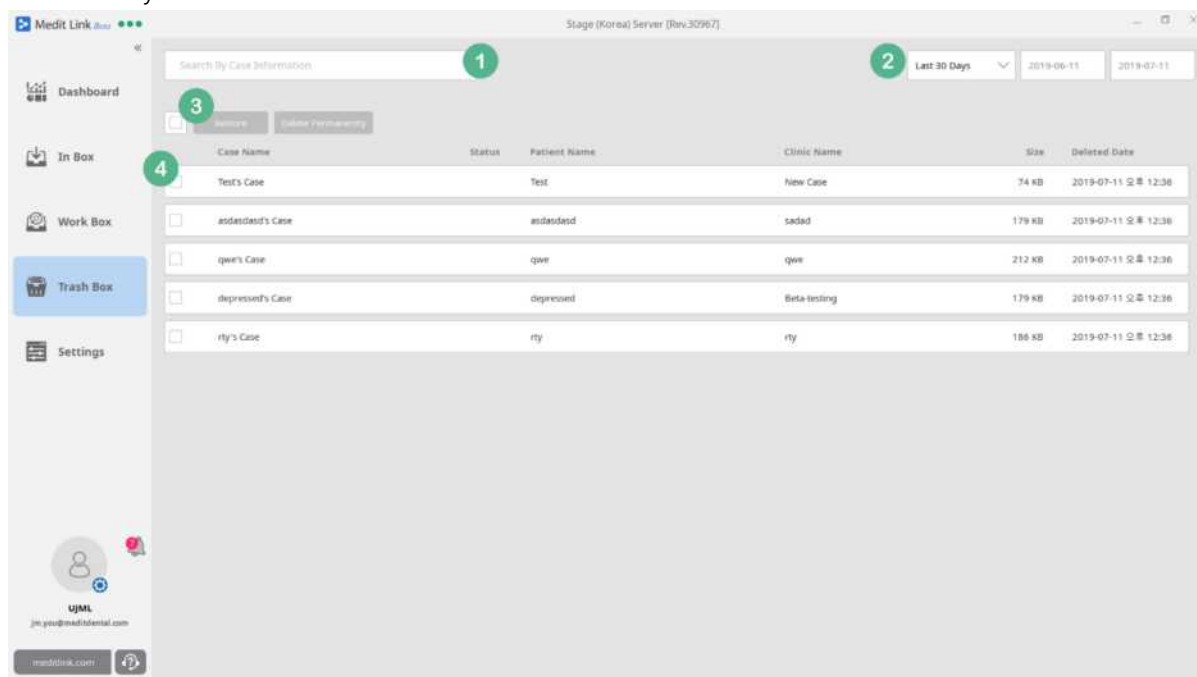 Medit Link Beta
Stage (Korea) Server [Rev.30967]
Search By Case Information
1
2
Last 30 Days
2019-06-11
2019-07-11
Dashboard
3
Restore
Delete Permanently
In Box
Case Name
Status
Patient Name
Clinic Name
Size
Deleted Date
4
Test's Case
Test
New Case
74 KB
2019-07-11 오후 12:36
Work Box
asdasdasd's Case
asdasdasd
sadad
179 KB
2019-07-11 오후 12:36
qwe's Case
qwe
qwe
212 KB
2019-07-11 오후 12:36
Trash Box
depressed's Case
depressed
Beta-testing
179 KB
2019-07-11 오후 12:36
rty's Case
rty
rty
186 KB
2019-07-11 오후 12:36
Settings
UJML
jm.you@meditdental.com
meditlink.com